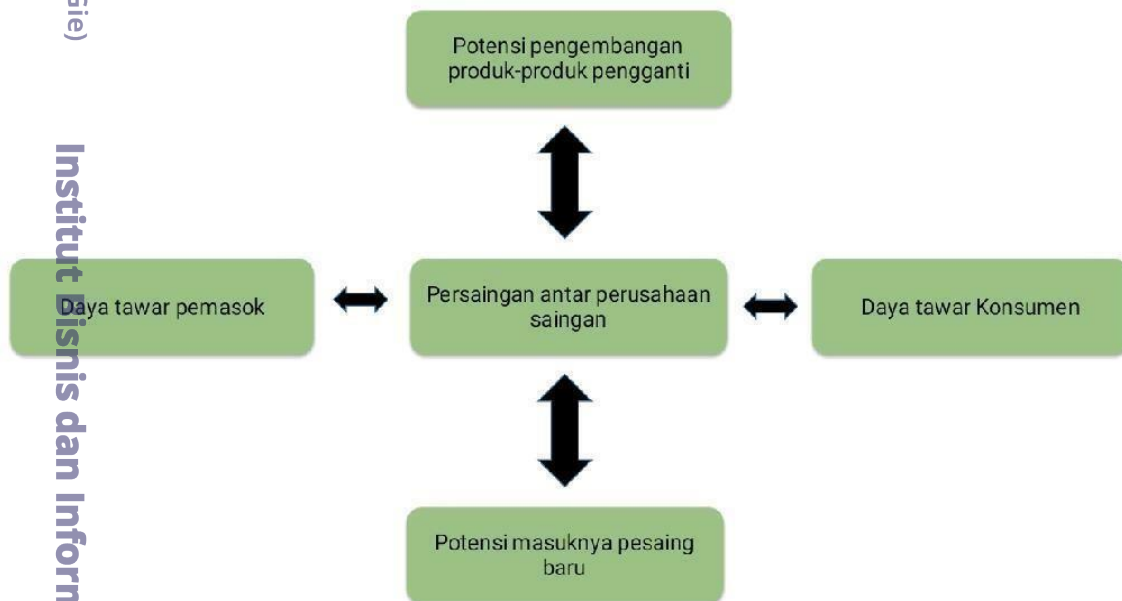 Gie)
Institut Bisnis dan Inform
Potensi pengembangan
produk-produk pengganti
Daya tawar pemasok
Persaingan antar perusahaan
saingan
Daya tawar Konsumen
Potensi masuknya pesaing
baru